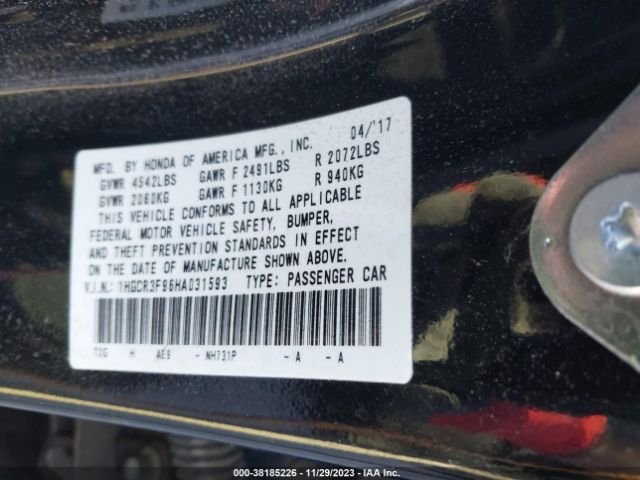 04/'17
MFD. BY HONDA OF AMERICA MFG., INC.
GVWR 4542LBS GAWR F 2491LBS R 2072LBS
GVWR 2060KG GAWR F 1130KG R 940KG
THIS VEHICLE CONFORMS TO ALL APPLICABLE
FEDERAL MOTOR VEHICLE SAFETY, BUMPER,
AND THEFT PREVENTION STANDARDS IN EFFECT
ON THE DATE OF MANUFACTURE SHOWN ABOVE.
V.I.N.: 1HGCR3F96HA031593 TYPE: PASSENGER CAR
T2G H AES - NH731P - A - A
000-38185226 - 11/29/2023 - IAA Inc.